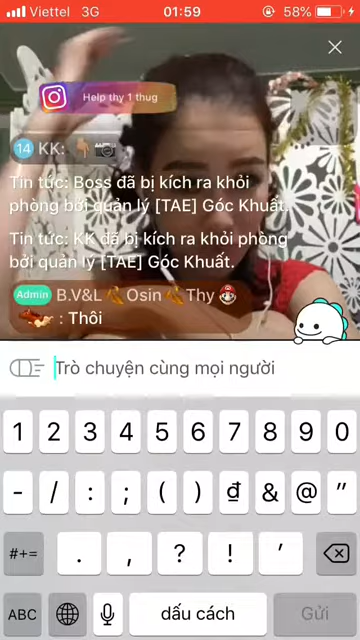 Viettel 3G 01:59 58%
Help thy 1 thug
14 KK:
Tin tức: Boss đã bị kích ra khỏi
phòng bởi quản lý [TAE] Góc Khuất.
Tin tức: KK đã bị kích ra khỏi phòng
bởi quản lý [TAE] Góc Khuất.
Admin B.V&L Osin Thy
: Thôi
Trò chuyện cùng mọi người
1 2 3 4 5 6 7 8 9 0
- / : ; ( ) đ & @ "
#+= . , ? ! ’
ABC dấu cách Gửi